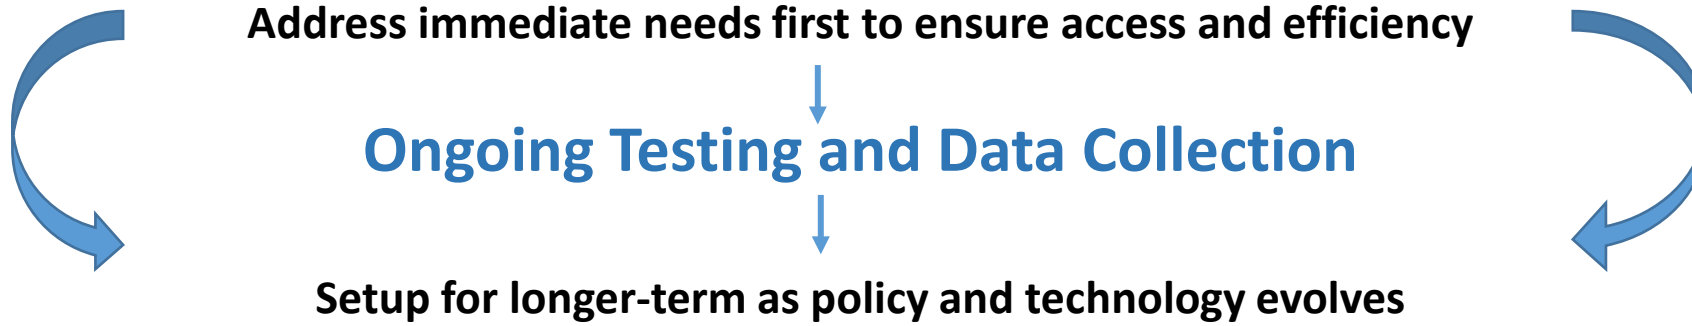 Address immediate needs first to ensure access and efficiency
Ongoing Testing and Data Collection
Setup for longer-term as policy and technology evolves